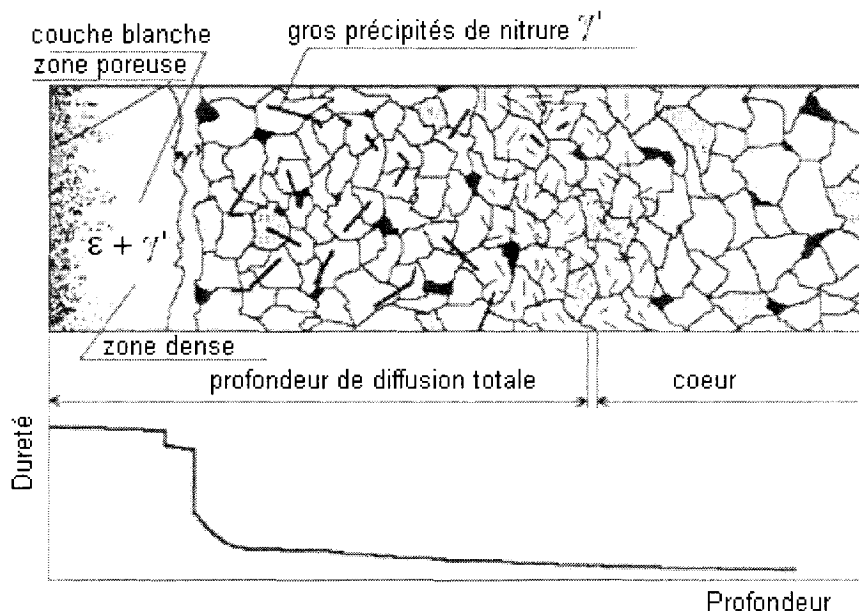 couche blanche
zone poreuse
gros précipités de nitrure γ'
γ'
ε + γ'
zone dense
profondeur de diffusion totale
coeur
Dureté
Profondeur